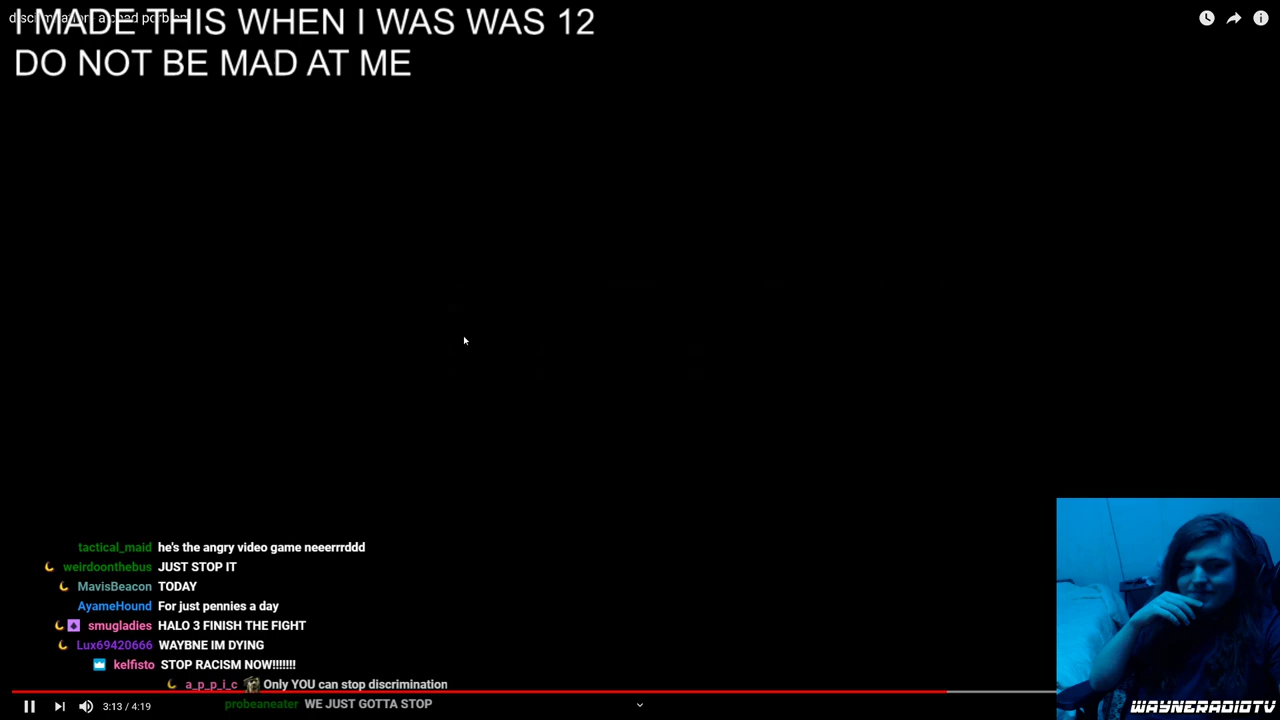 I MADE THIS WHEN I WAS WAS 12
DO NOT BE MAD AT ME
tactical_maid he's the angry video game neeerrrddd
weirdoonthebus JUST STOP IT
MavisBeacon TODAY
AyameHound For just pennies a day
smugladies HALO 3 FINISH THE FIGHT
Lux69420666 WAYBNE IM DYING
kelfisto STOP RACISM NOW!!!!!!!
a_p_p_i_c Only YOU can stop discrimination
probeaneater WE JUST GOTTA STOP
3:13 / 4:19
WAYNERADIOTV